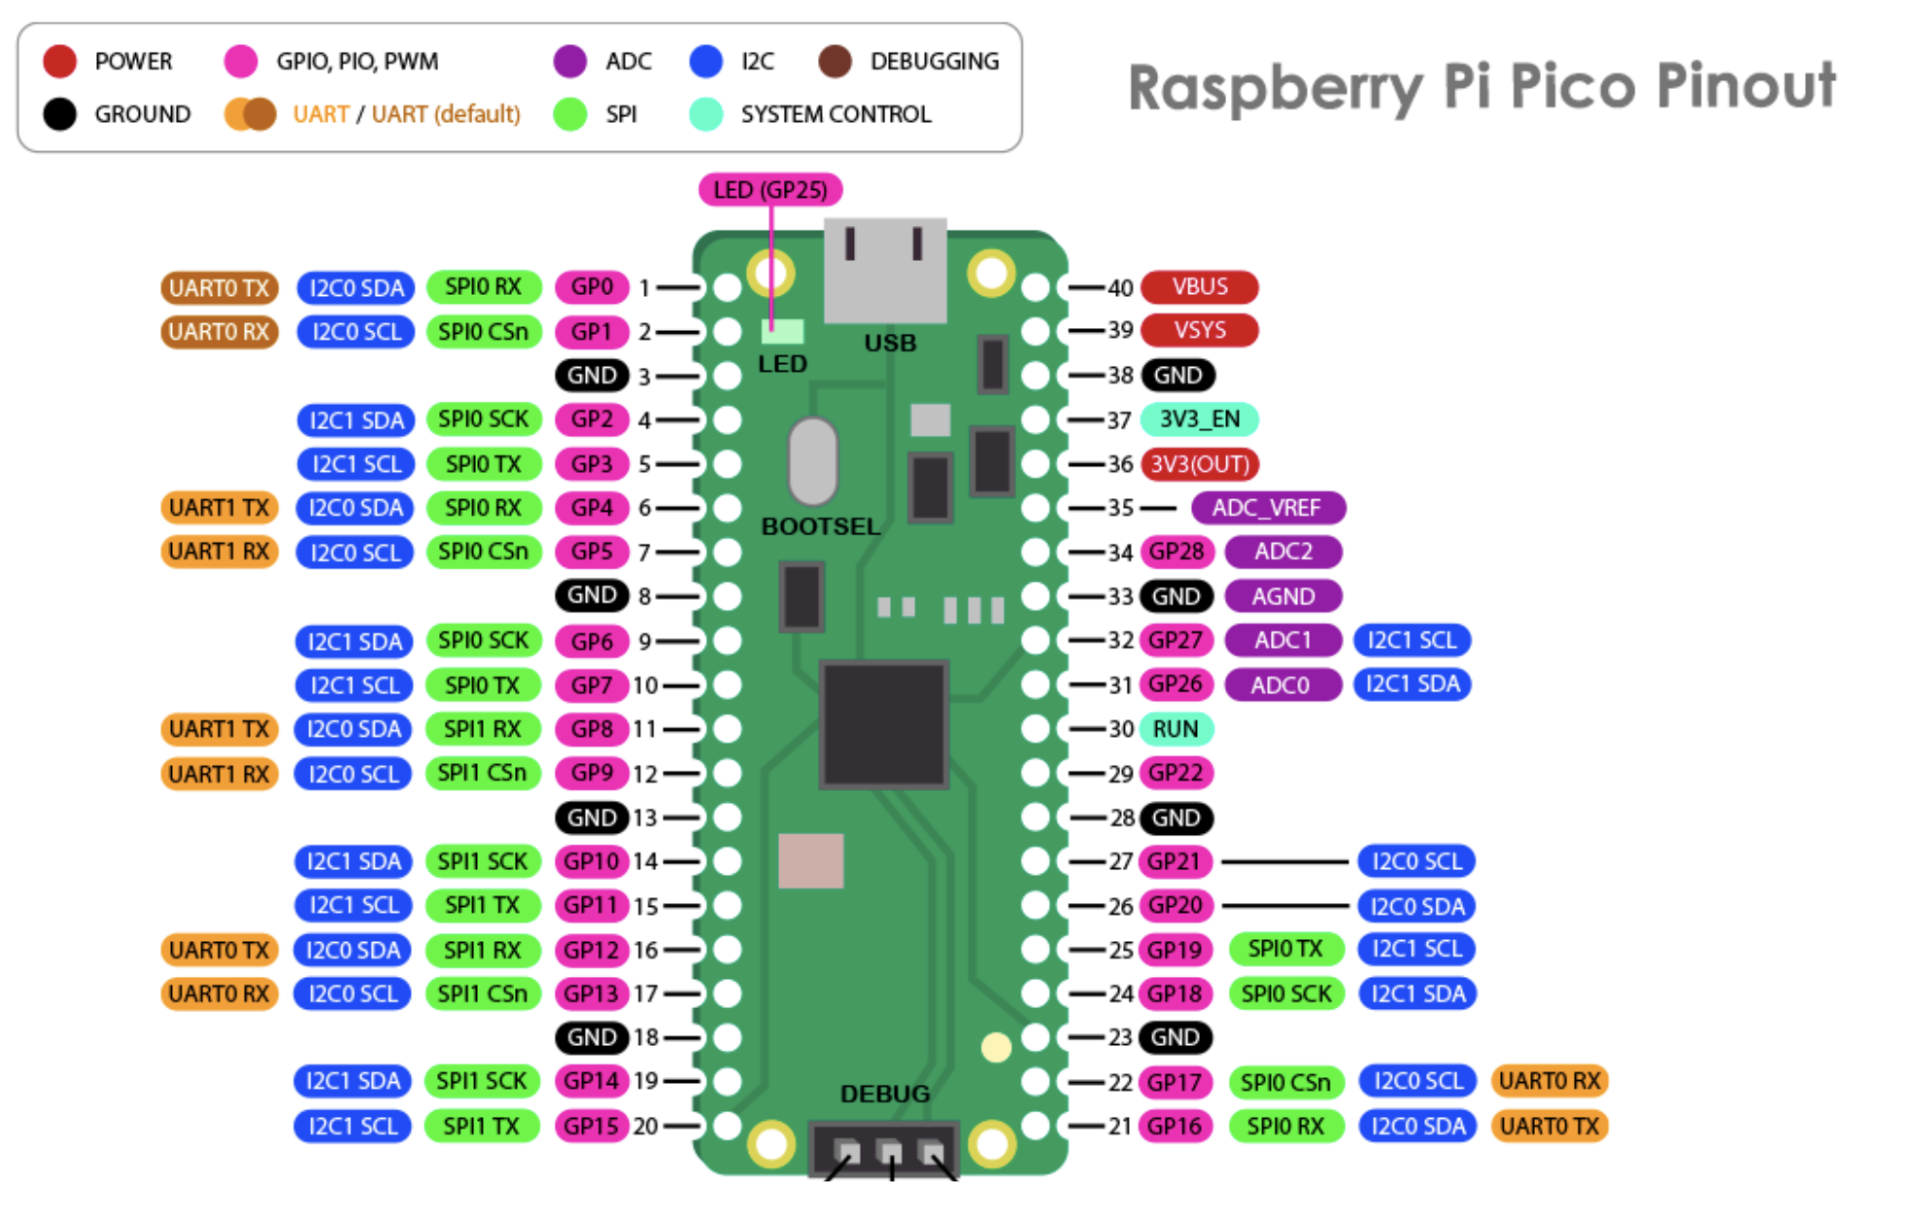 POWER GPIO, PIO, PWM ADC I2C DEBUGGING
GROUND UART / UART (default) SPI SYSTEM CONTROL
Raspberry Pi Pico Pinout
LED (GP25)
UART0 TX I2C0 SDA SPI0 RX GP0 1 40 VBUS
UART0 RX I2C0 SCL SPI0 CSn GP1 2 39 VSYS
USB
LED
GND 3 38 GND
I2C1 SDA SPI0 SCK GP2 4 37 3V3_EN
I2C1 SCL SPI0 TX GP3 5 36 3V3(OUT)
UART1 TX I2C0 SDA SPI0 RX GP4 6 35 ADC_VREF
BOOTSEL
UART1 RX I2C0 SCL SPI0 CSn GP5 7 34 GP28 ADC2
GND 8 33 GND AGND
I2C1 SDA SPI0 SCK GP6 9 32 GP27 ADC1 I2C1 SCL
I2C1 SCL SPI0 TX GP7 10 31 GP26 ADC0 I2C1 SDA
UART1 TX I2C0 SDA SPI1 RX GP8 11 30 RUN
UART1 RX I2C0 SCL SPI1 CSn GP9 12 29 GP22
GND 13 28 GND
I2C1 SDA SPI1 SCK GP10 14 27 GP21 I2C0 SCL
I2C1 SCL SPI1 TX GP11 15 26 GP20 I2C0 SDA
UART0 TX I2C0 SDA SPI1 RX GP12 16 25 GP19 SPI0 TX I2C1 SCL
UART0 RX I2C0 SCL SPI1 CSn GP13 17 24 GP18 SPI0 SCK I2C1 SDA
GND 18 23 GND
I2C1 SDA SPI1 SCK GP14 19 22 GP17 SPI0 CSn I2C0 SCL UART0 RX
DEBUG
I2C1 SCL SPI1 TX GP15 20 21 GP16 SPI0 RX I2C0 SDA UART0 TX